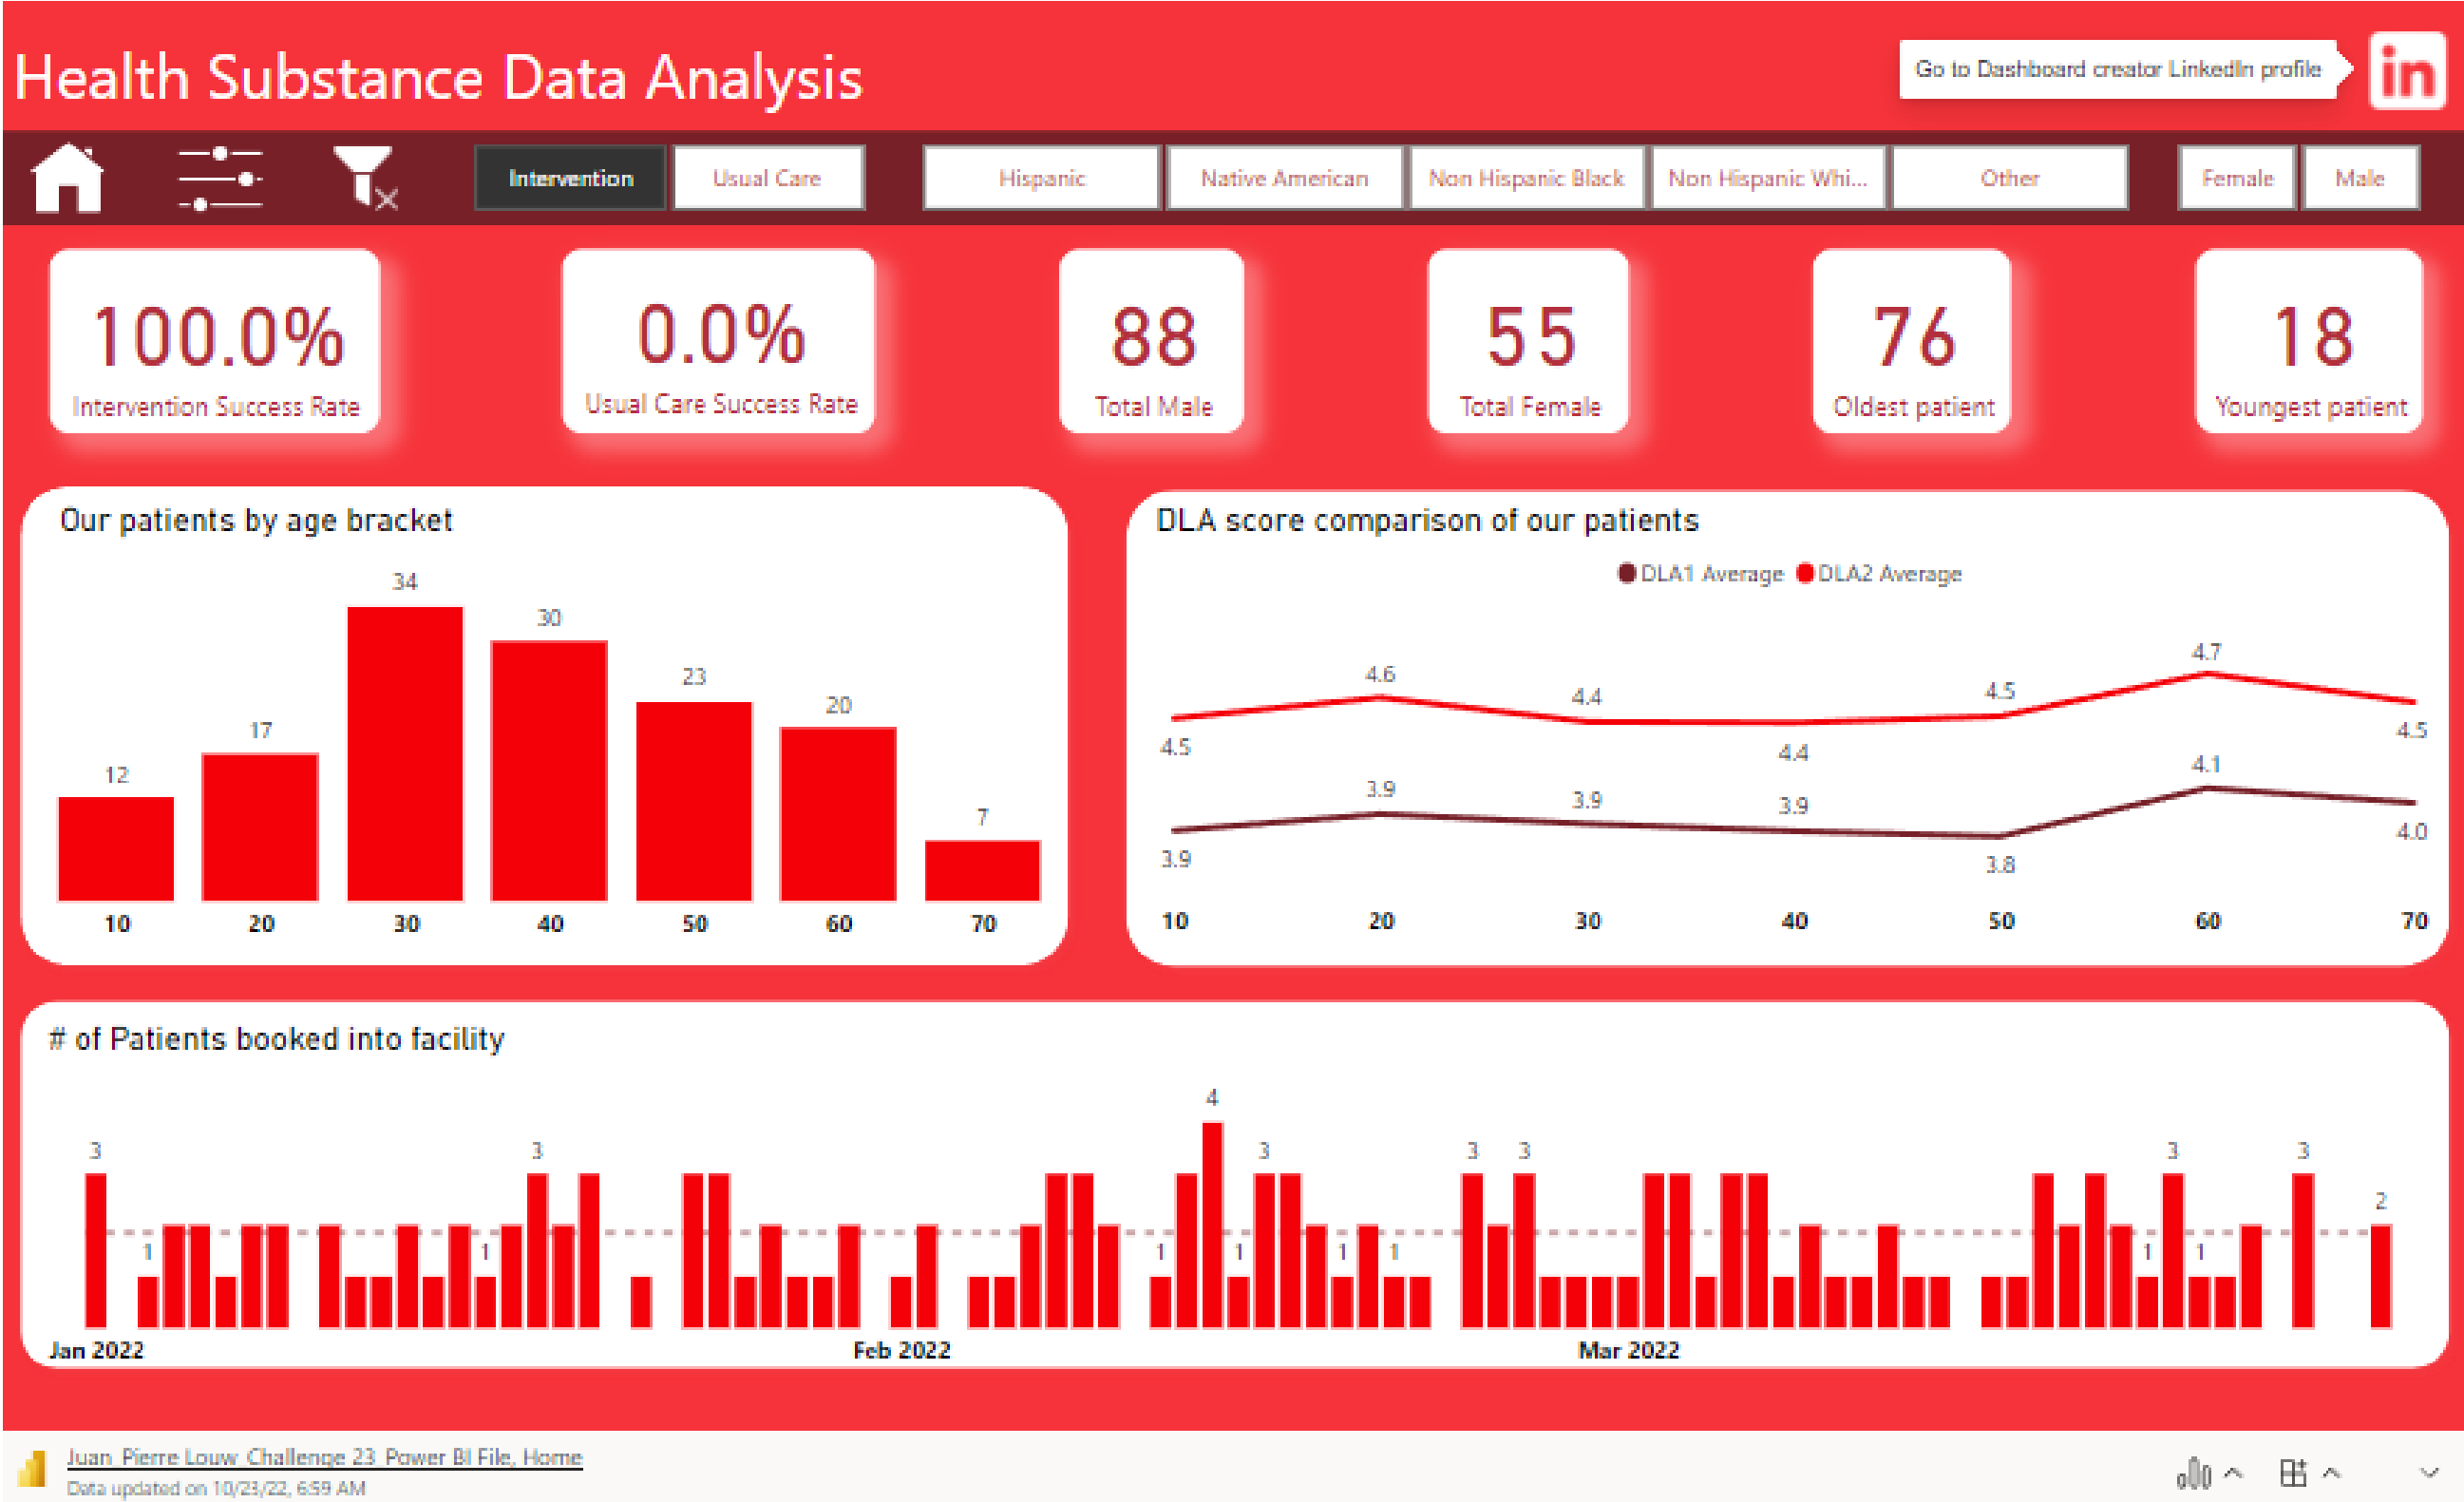 Health Substance Data Analysis
Go to Dashboard creator LinkedIn profile
in
Intervention
Usual Care
Hispanic
Native American
Non Hispanic Black
Non Hispanic Whi...
Other
Female
Male
100.0%
Intervention Success Rate
0.0%
Usual Care Success Rate
88
Total Male
55
Total Female
76
Oldest patient
18
Youngest patient
Our patients by age bracket
34
30
23
20
17
12
7
10 20 30 40 50 60 70
DLA score comparison of our patients
DLA1 Average DLA2 Average
4.5 4.6 4.4 4.4 4.5 4.7 4.5
3.9 3.9 3.9 3.9 3.8 4.1 4.0
10 20 30 40 50 60 70
# of Patients booked into facility
3 1 1 3 1 4 1 3 1 1 3 3 1 3 1 3 2
Jan 2022 Feb 2022 Mar 2022
Juan_Pierre Louw_Challenge 23_Power BI File, Home
Data updated on 10/23/22, 6:59 AM